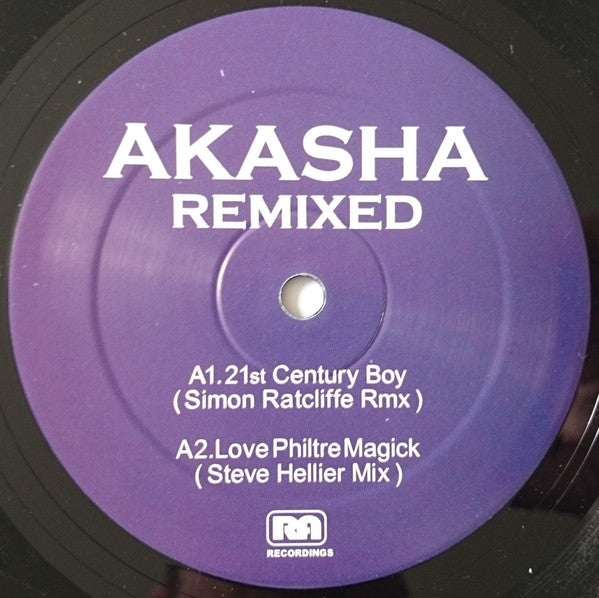 AKASHA
REMIXED
A1.21st Century Boy
( Simon Ratcliffe Rmx )
A2.Love Philtre Magick
( Steve Hellier Mix )
RA
RECORDINGS